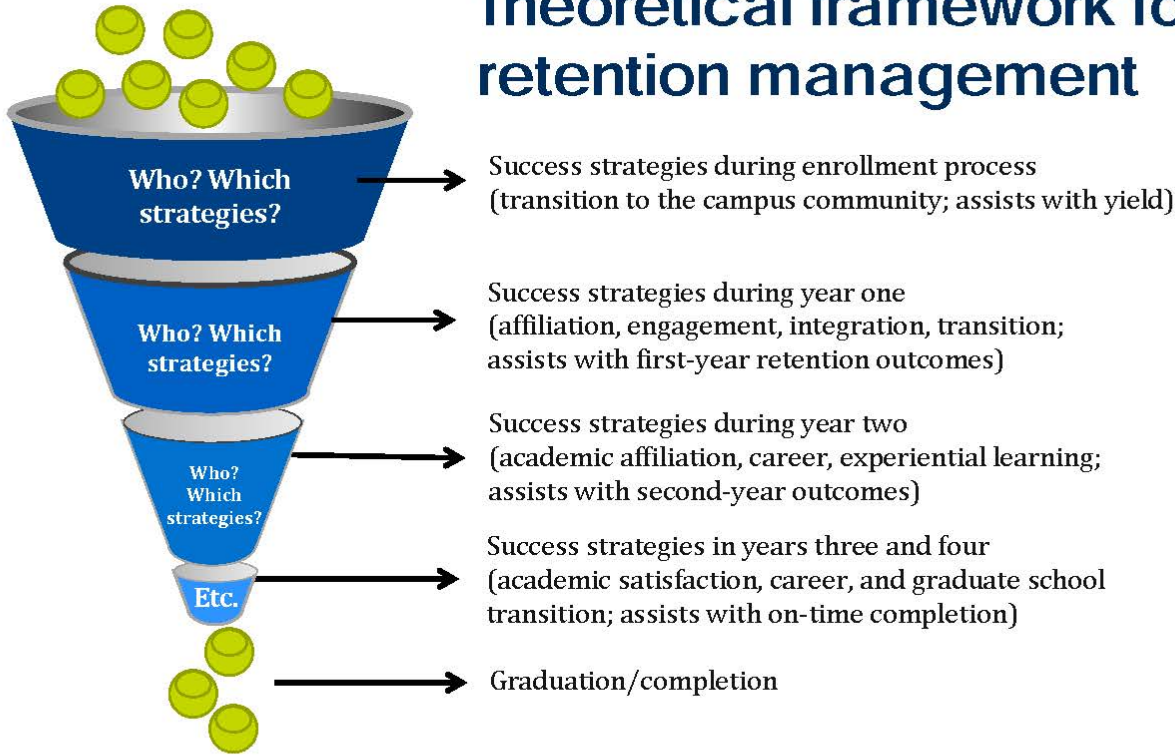 Theoretical framework fo
retention management
Who? Which
strategies?
Success strategies during enrollment process
(transition to the campus community; assists with yield)
Who? Which
strategies?
Success strategies during year one
(affiliation, engagement, integration, transition;
assists with first-year retention outcomes)
Who?
Which
strategies?
Success strategies during year two
(academic affiliation, career, experiential learning;
assists with second-year outcomes)
Etc.
Success strategies in years three and four
(academic satisfaction, career, and graduate school
transition; assists with on-time completion)
Graduation/completion